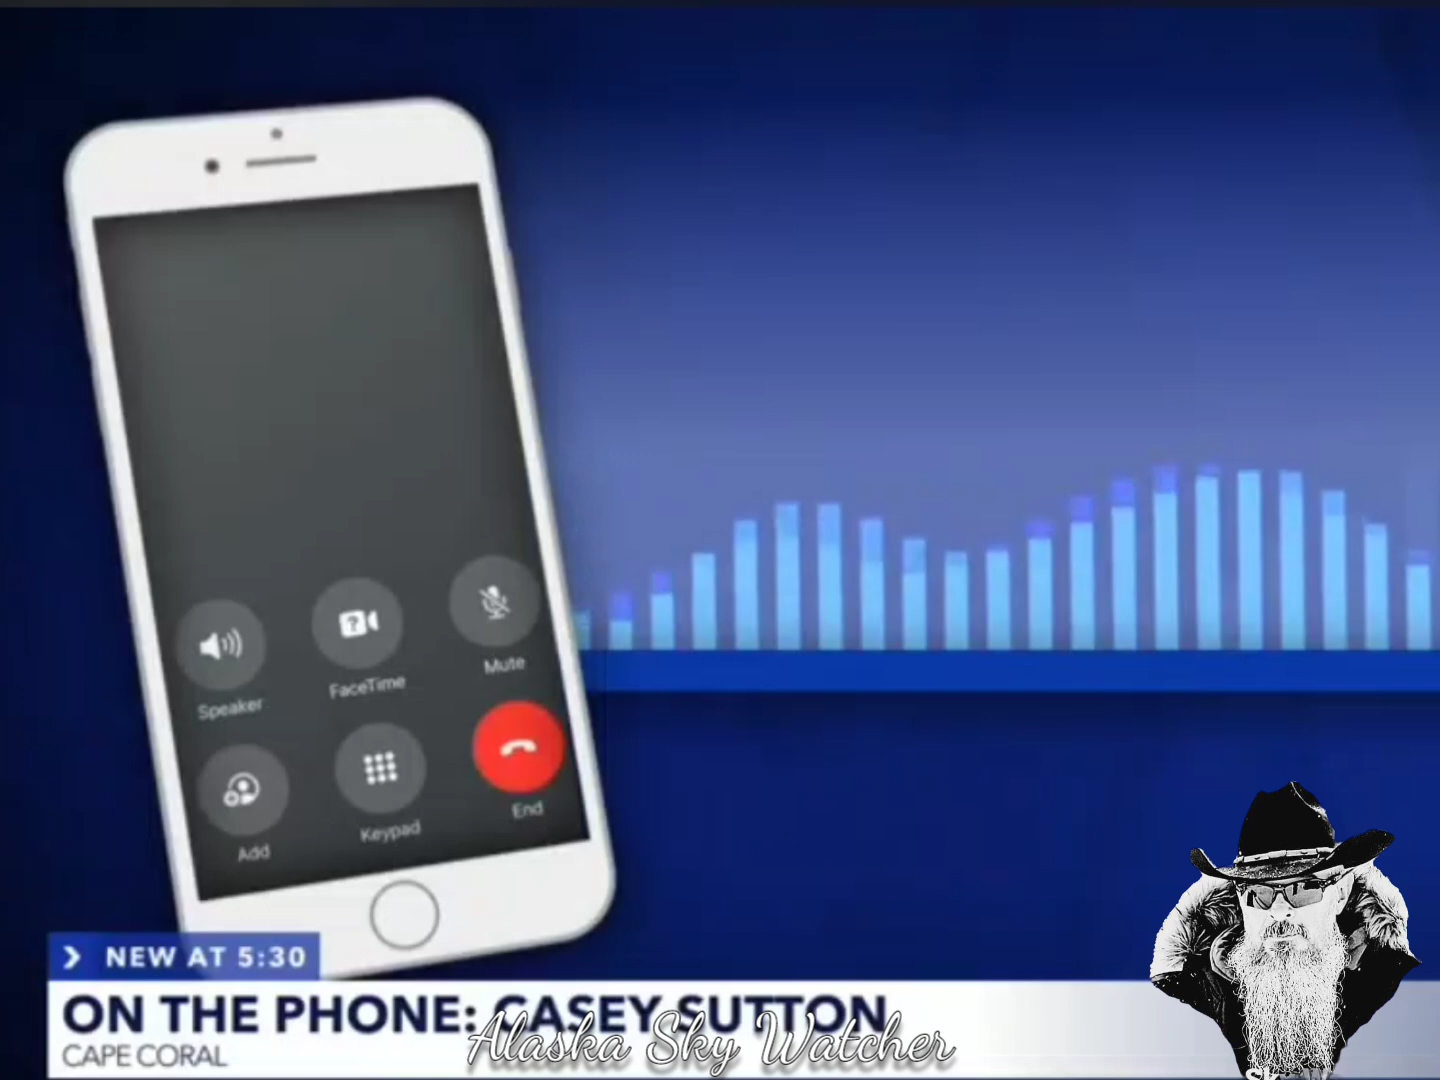 Speaker
FaceTime
Mute
Add
Keypad
End
NEW AT 5:30
ON THE PHONE: CASEY SUTTON
CAPE CORAL
Alaska Sky Watcher